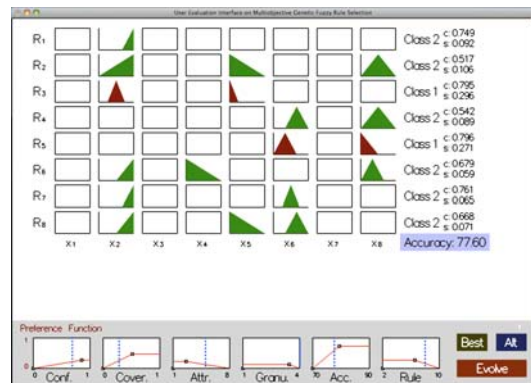 User Evaluation Interface on Multiobjective Genetic Fuzzy Rule Selection
R1 Class 2 c:0.749 s:0.092
R2 Class 2 c:0.517 s:0.106
R3 Class 1 c:0.795 s:0.296
R4 Class 2 c:0.542 s:0.089
R5 Class 1 c:0.796 s:0.271
R6 Class 2 c:0.679 s:0.059
R7 Class 2 c:0.761 s:0.065
R8 Class 2 c:0.668 s:0.071
X1 X2 X3 X4 X5 X6 X7 X8 Accuracy: 77.60
Preference Function
1
0
0 Conf. 1 0 Cover. 1 1 Attr. 8 1 Granu. 4 70 Acc. 90 2 Rule 10
Best Alt
Evolve